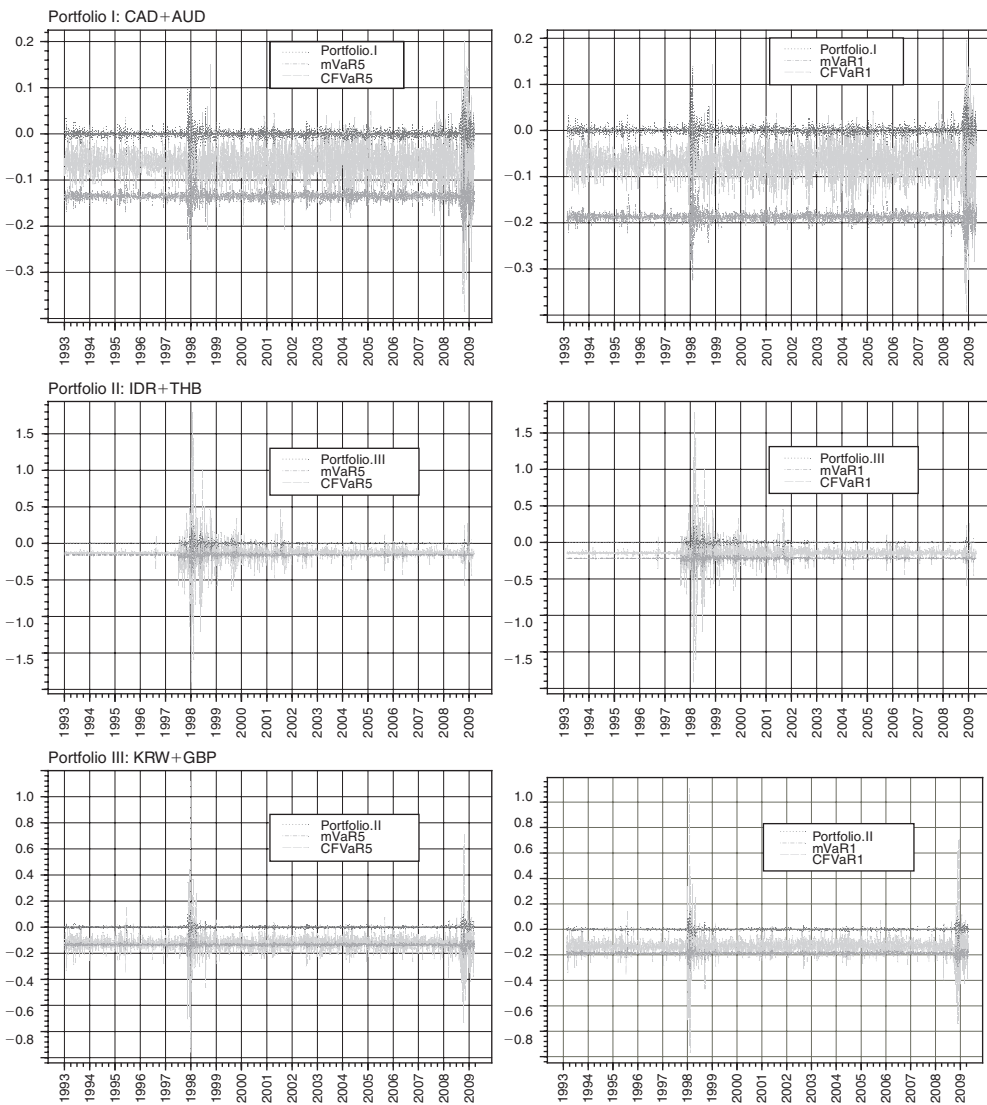 Portfolio I: CAD+AUD
0.2
0.1
0.0
−0.1
−0.2
−0.3
Portfolio.I
mVaR5
CFVaR5
1993 1994 1995 1996 1997 1998 1999 2000 2001 2002 2003 2004 2005 2006 2007 2008 2009
0.2
0.1
0.0
−0.1
−0.2
−0.3
Portfolio.I
mVaR1
CFVaR1
1993 1994 1995 1996 1997 1998 1999 2000 2001 2002 2003 2004 2005 2006 2007 2008 2009
Portfolio II: IDR+THB
1.5
1.0
0.5
0.0
−0.5
−1.0
−1.5
Portfolio.III
mVaR5
CFVaR5
1993 1994 1995 1996 1997 1998 1999 2000 2001 2002 2003 2004 2005 2006 2007 2008 2009
1.5
1.0
0.5
0.0
−0.5
−1.0
−1.5
Portfolio.III
mVaR1
CFVaR1
1993 1994 1995 1996 1997 1998 1999 2000 2001 2002 2003 2004 2005 2006 2007 2008 2009
Portfolio III: KRW+GBP
1.0
0.8
0.6
0.4
0.2
0.0
−0.2
−0.4
−0.6
−0.8
Portfolio.II
mVaR5
CFVaR5
1993 1994 1995 1996 1997 1998 1999 2000 2001 2002 2003 2004 2005 2006 2007 2008 2009
1.0
0.8
0.6
0.4
0.2
0.0
−0.2
−0.4
−0.6
−0.8
Portfolio.II
mVaR1
CFVaR1
1993 1994 1995 1996 1997 1998 1999 2000 2001 2002 2003 2004 2005 2006 2007 2008 2009